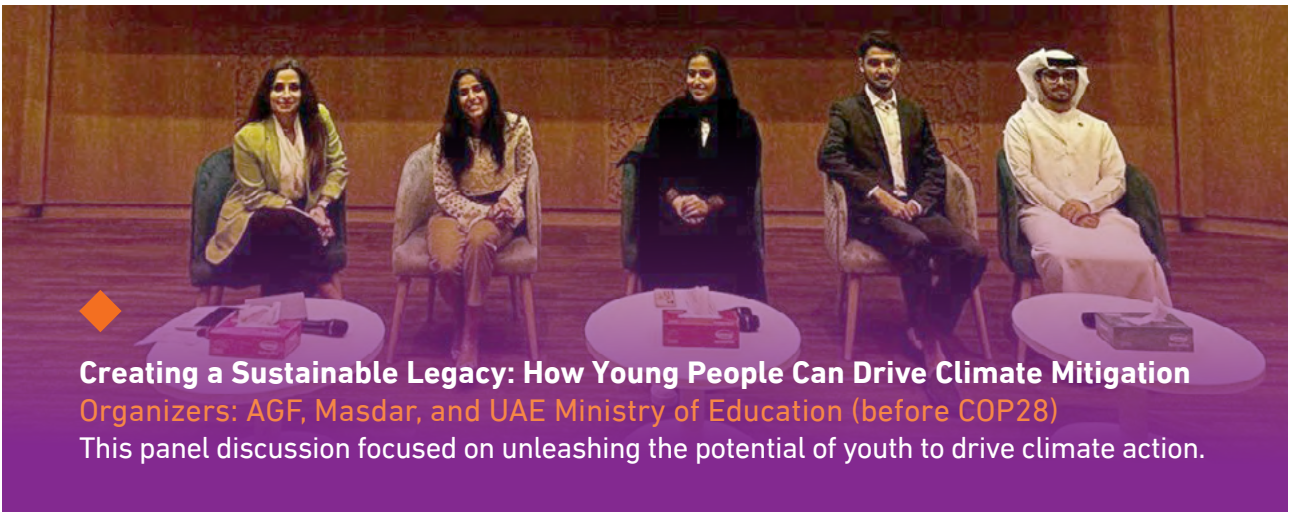 Creating a Sustainable Legacy: How Young People Can Drive Climate Mitigation
Organizers: AGF, Masdar, and UAE Ministry of Education (before COP28)
This panel discussion focused on unleashing the potential of youth to drive climate action.